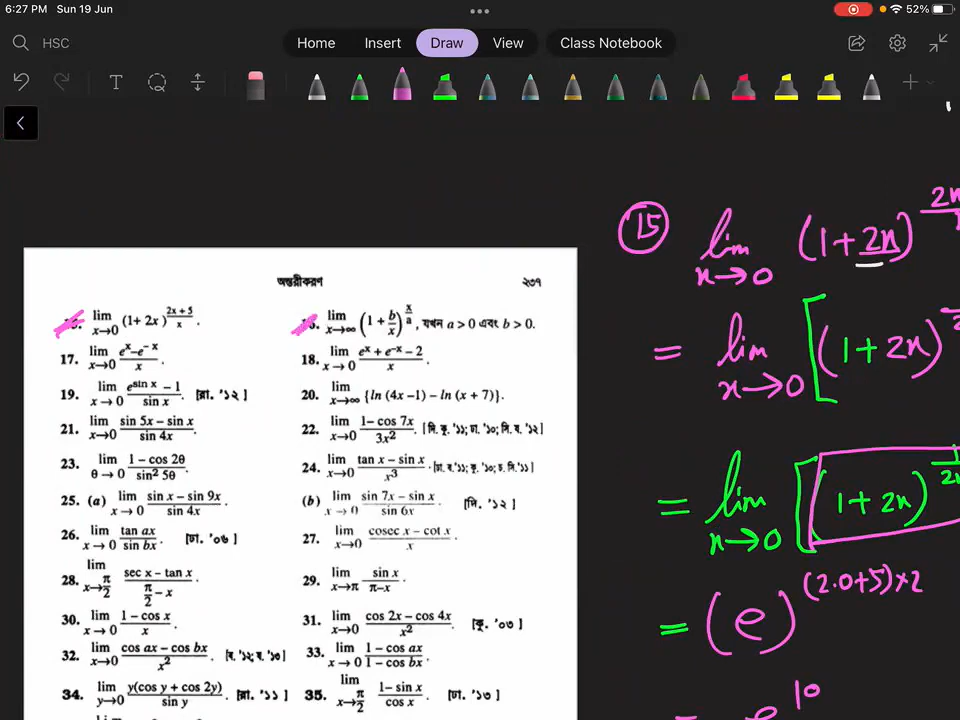 6:27 PM Sun 19 Jun 52%
HSC Home Insert Draw View Class Notebook
অন্তরীকরণ ২৩৭
lim x→0 (1+ 2x)^((2x + 5)/x) .
lim x→∞ (1 + b/x)^(x/a) , যখন a > 0 এবং b > 0.
17. lim x→0 (e^x – e^–x)/x .
18. lim x→0 (e^x + e^–x – 2)/x .
19. lim x→0 (e^sin x – 1)/sin x . [রা.'১২ ]
20. lim x→∞ {ln (4x –1) – ln (x + 7)}.
21. lim x→0 (sin 5x – sin x)/sin 4x .
22. lim x→0 (1– cos 7x)/3x² . [সি. কু. '১১; ঢা. '১০; দি. ব. '১২ ]
23. lim θ→0 (1 – cos 2θ)/sin² 5θ
24. lim x→0 (tan x – sin x)/x³ .
25. (a) lim x→0 (sin x – sin 9x)/sin 4x .
(b) lim x→0 (sin 7x – sin x)/sin 6x . [সি. '১২ ]
26. lim x→0 tan ax/sin bx . [ঢা. '০৬ ]
27. lim x→0 (cosec x – cot x)/x .
28. lim x→π/2 (sec x – tan x)/(π/2 – x) .
29. lim x→π sin x/(π–x) .
30. lim x→0 (1 – cos x)/x .
31. lim x→0 (cos 2x – cos 4x)/x² . [কু. '০৩ ]
32. lim x→0 (cos ax – cos bx)/x² . [ব. '১২; য. '১৩ ]
33. lim x→0 (1 – cos ax)/(1 – cos bx) .
34. lim y→0 y(cos y + cos 2y)/sin y . [রা. '১১ ]
35. lim x→π/2 (1– sin x)/cos x . [ঢা. '১৩ ]
15 lim x→0 (1+2x)
= lim x→0 [(1+2x)
= lim x→0 [(1+2x)
= (e)^((2.0+5)×2)
= e^10